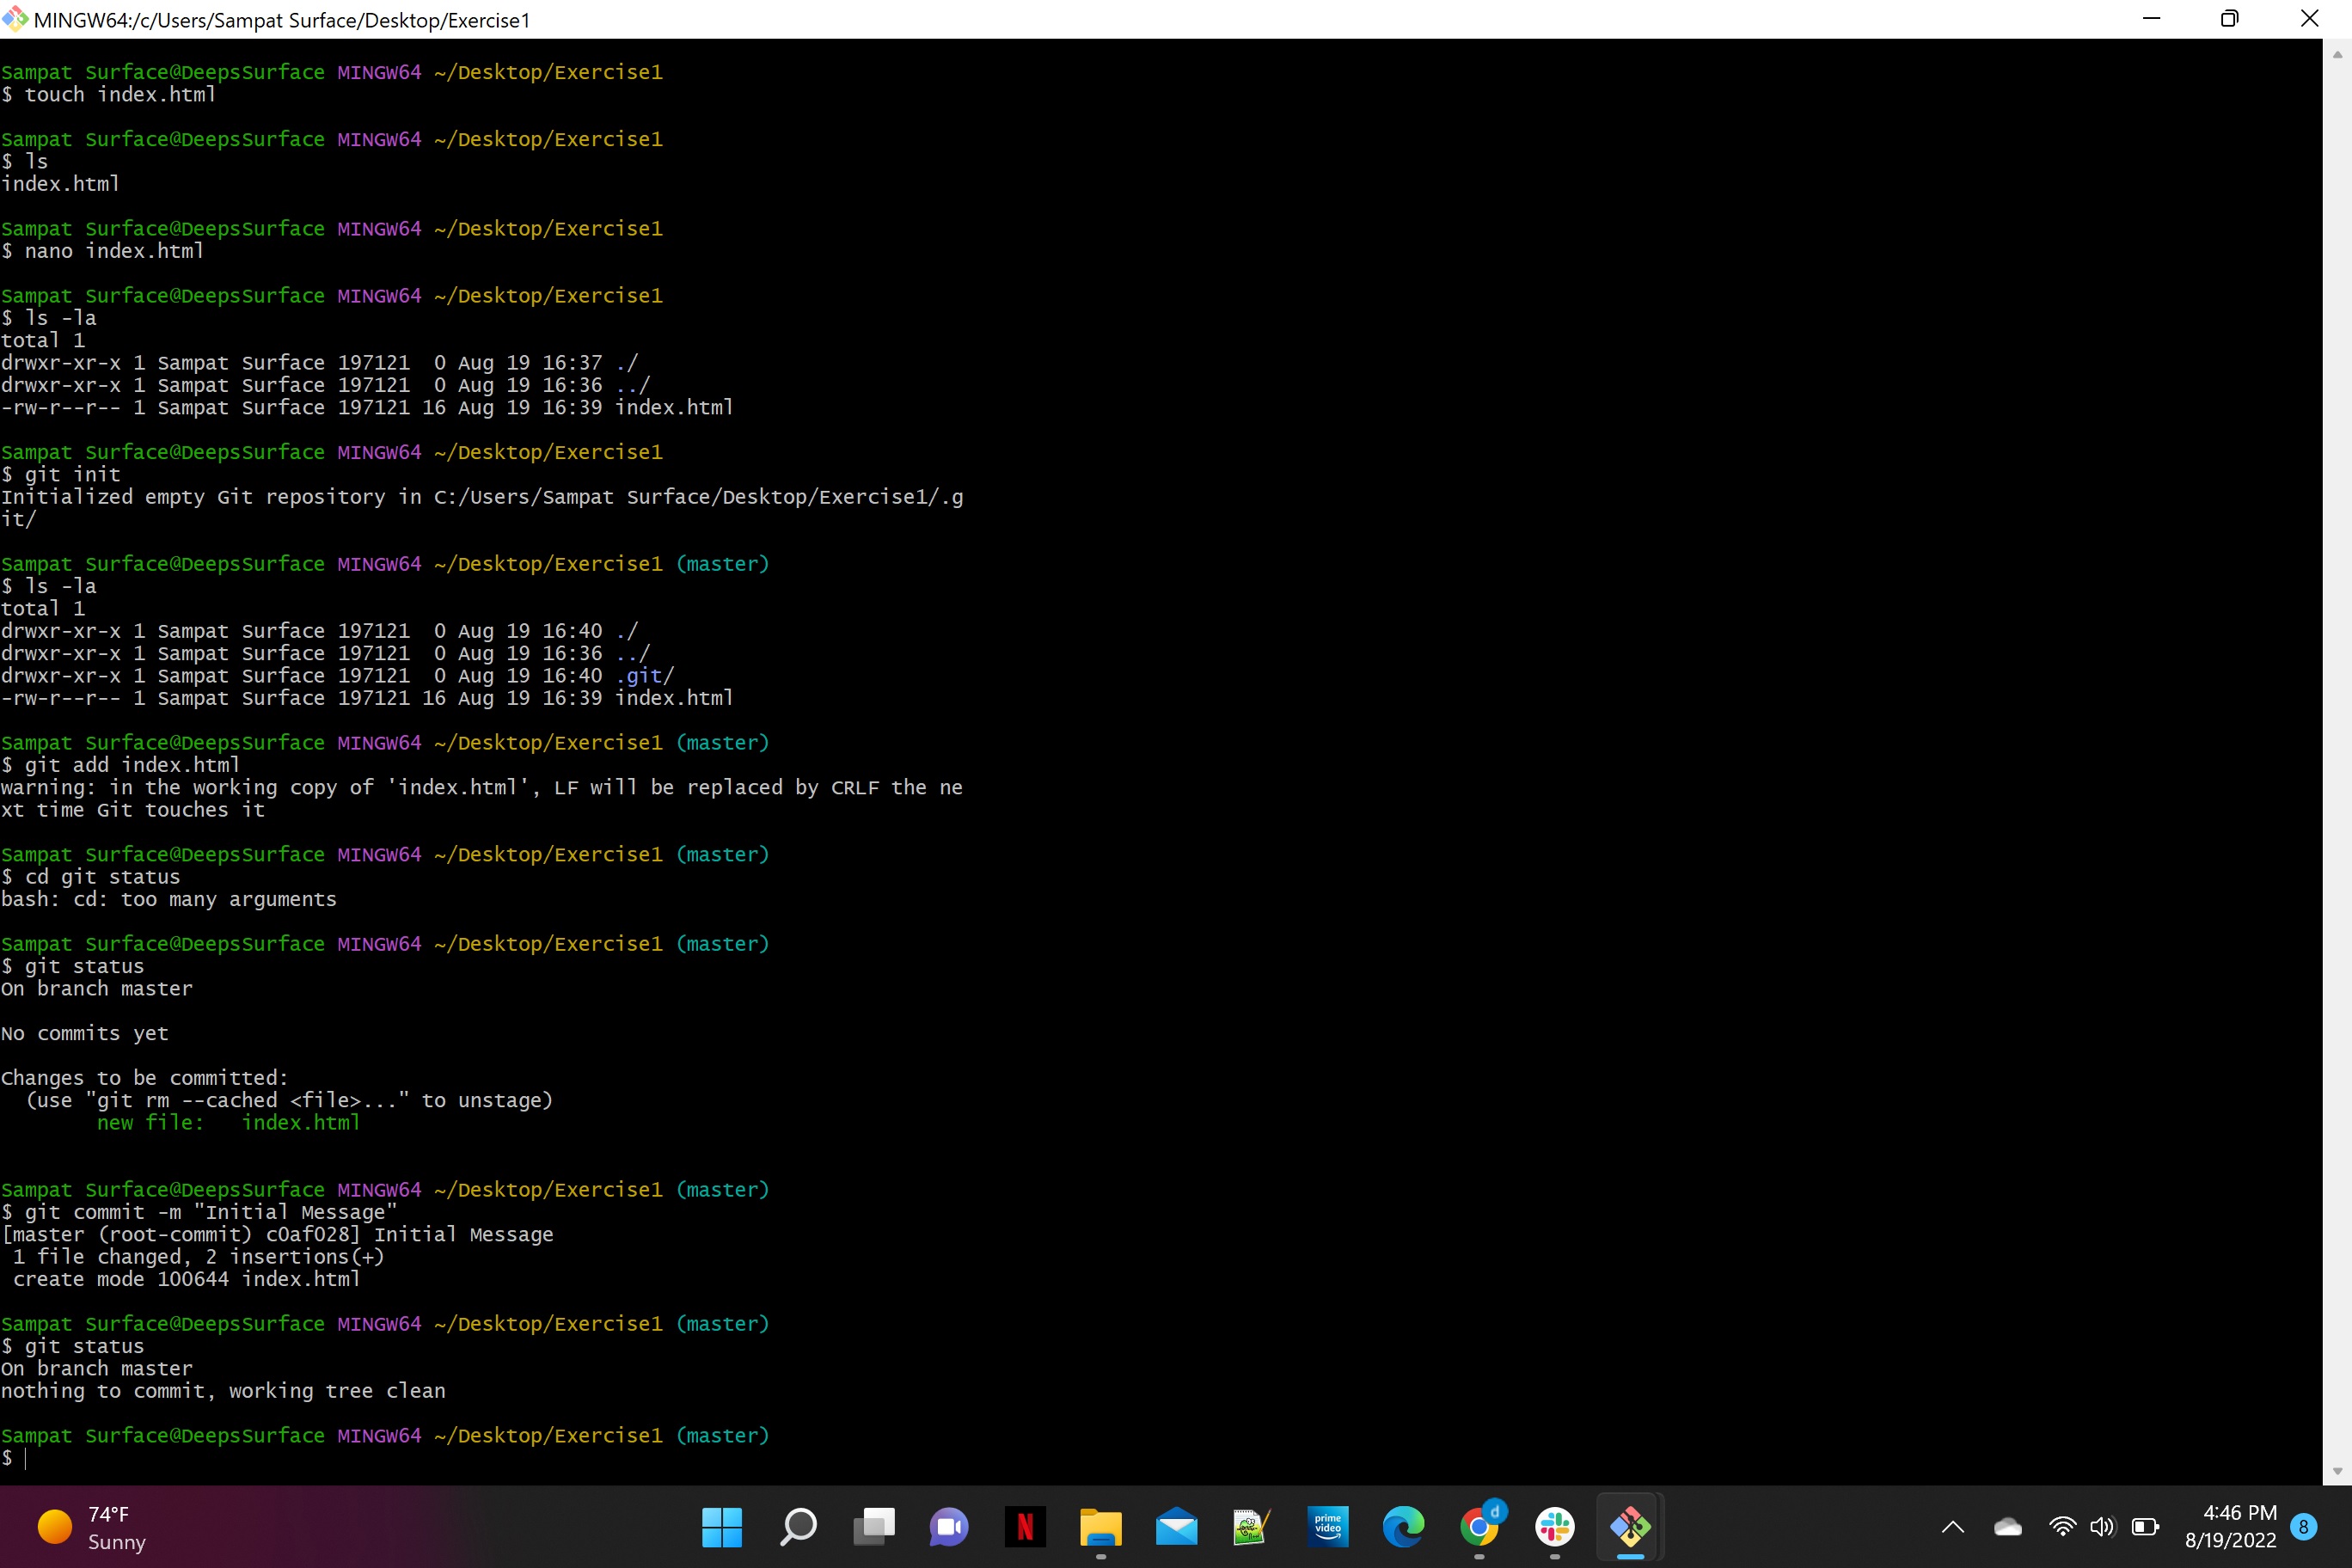 MINGW64:/c/Users/Sampat Surface/Desktop/Exercise1
Sampat Surface@DeepsSurface MINGW64 ~/Desktop/Exercise1
$ touch index.html
Sampat Surface@DeepsSurface MINGW64 ~/Desktop/Exercise1
$ ls
index.html
Sampat Surface@DeepsSurface MINGW64 ~/Desktop/Exercise1
$ nano index.html
Sampat Surface@DeepsSurface MINGW64 ~/Desktop/Exercise1
$ ls -la
total 1
drwxr-xr-x 1 Sampat Surface 197121  0 Aug 19 16:37 ./
drwxr-xr-x 1 Sampat Surface 197121  0 Aug 19 16:36 ../
-rw-r--r-- 1 Sampat Surface 197121 16 Aug 19 16:39 index.html
Sampat Surface@DeepsSurface MINGW64 ~/Desktop/Exercise1
$ git init
Initialized empty Git repository in C:/Users/Sampat Surface/Desktop/Exercise1/.g
it/
Sampat Surface@DeepsSurface MINGW64 ~/Desktop/Exercise1 (master)
$ ls -la
total 1
drwxr-xr-x 1 Sampat Surface 197121  0 Aug 19 16:40 ./
drwxr-xr-x 1 Sampat Surface 197121  0 Aug 19 16:36 ../
drwxr-xr-x 1 Sampat Surface 197121  0 Aug 19 16:40 .git/
-rw-r--r-- 1 Sampat Surface 197121 16 Aug 19 16:39 index.html
Sampat Surface@DeepsSurface MINGW64 ~/Desktop/Exercise1 (master)
$ git add index.html
warning: in the working copy of 'index.html', LF will be replaced by CRLF the ne
xt time Git touches it
Sampat Surface@DeepsSurface MINGW64 ~/Desktop/Exercise1 (master)
$ cd git status
bash: cd: too many arguments
Sampat Surface@DeepsSurface MINGW64 ~/Desktop/Exercise1 (master)
$ git status
On branch master
No commits yet
Changes to be committed:
  (use "git rm --cached <file>..." to unstage)
        new file:   index.html
Sampat Surface@DeepsSurface MINGW64 ~/Desktop/Exercise1 (master)
$ git commit -m "Initial Message"
[master (root-commit) c0af028] Initial Message
 1 file changed, 2 insertions(+)
 create mode 100644 index.html
Sampat Surface@DeepsSurface MINGW64 ~/Desktop/Exercise1 (master)
$ git status
On branch master
nothing to commit, working tree clean
Sampat Surface@DeepsSurface MINGW64 ~/Desktop/Exercise1 (master)
$
74°F
Sunny
N
prime
video
d
4:46 PM
8/19/2022
8